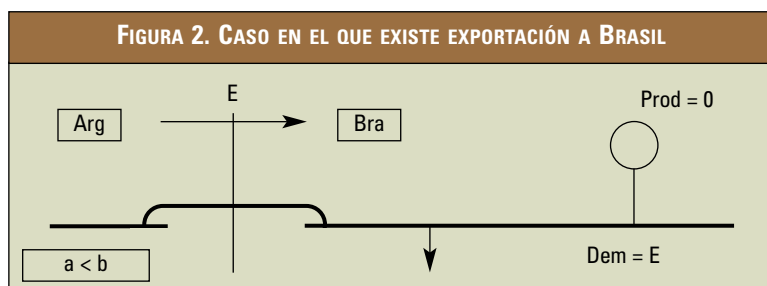 FIGURA 2. CASO EN EL QUE EXISTE EXPORTACIÓN A BRASIL
E
Prod = 0
Arg
Bra
Dem = E
a < b